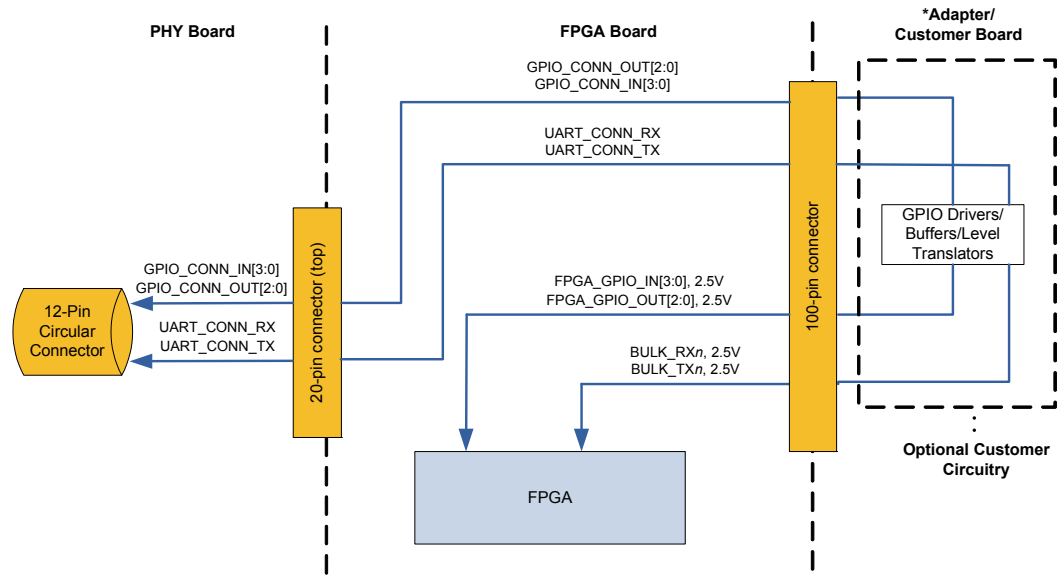 PHY Board
FPGA Board
*Adapter/
Customer Board
GPIO_CONN_OUT[2:0]
GPIO_CONN_IN[3:0]
UART_CONN_RX
UART_CONN_TX
GPIO Drivers/
Buffers/Level
Translators
GPIO_CONN_IN[3:0]
GPIO_CONN_OUT[2:0]
UART_CONN_RX
UART_CONN_TX
12-Pin
Circular
Connector
20-pin connector (top)
FPGA_GPIO_IN[3:0], 2.5V
FPGA_GPIO_OUT[2:0], 2.5V
BULK_RXn, 2.5V
BULK_TXn, 2.5V
100-pin connector
Optional Customer
Circuitry
FPGA